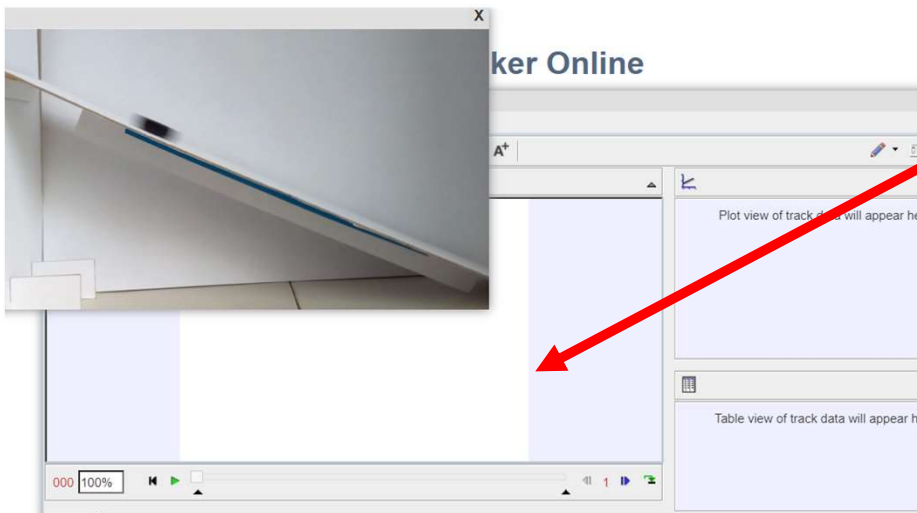 X
ker Online
A+
Plot view of track data will appear he
Table view of track data will appear h
000 100%
1